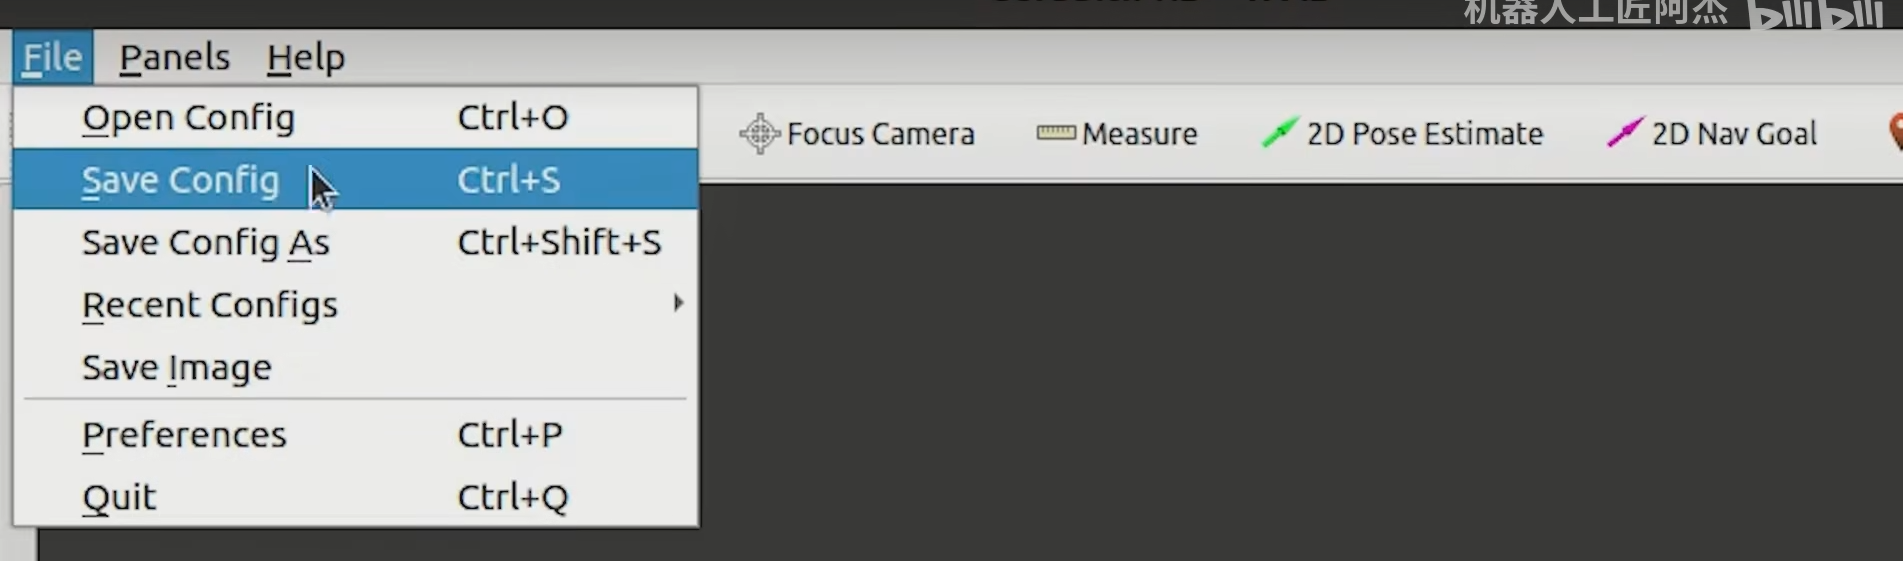 机器人工匠阿杰 bilibili
File Panels Help
Open Config Ctrl+O
Save Config Ctrl+S
Save Config As Ctrl+Shift+S
Recent Configs
Save Image
Preferences Ctrl+P
Quit Ctrl+Q
Focus Camera Measure 2D Pose Estimate 2D Nav Goal